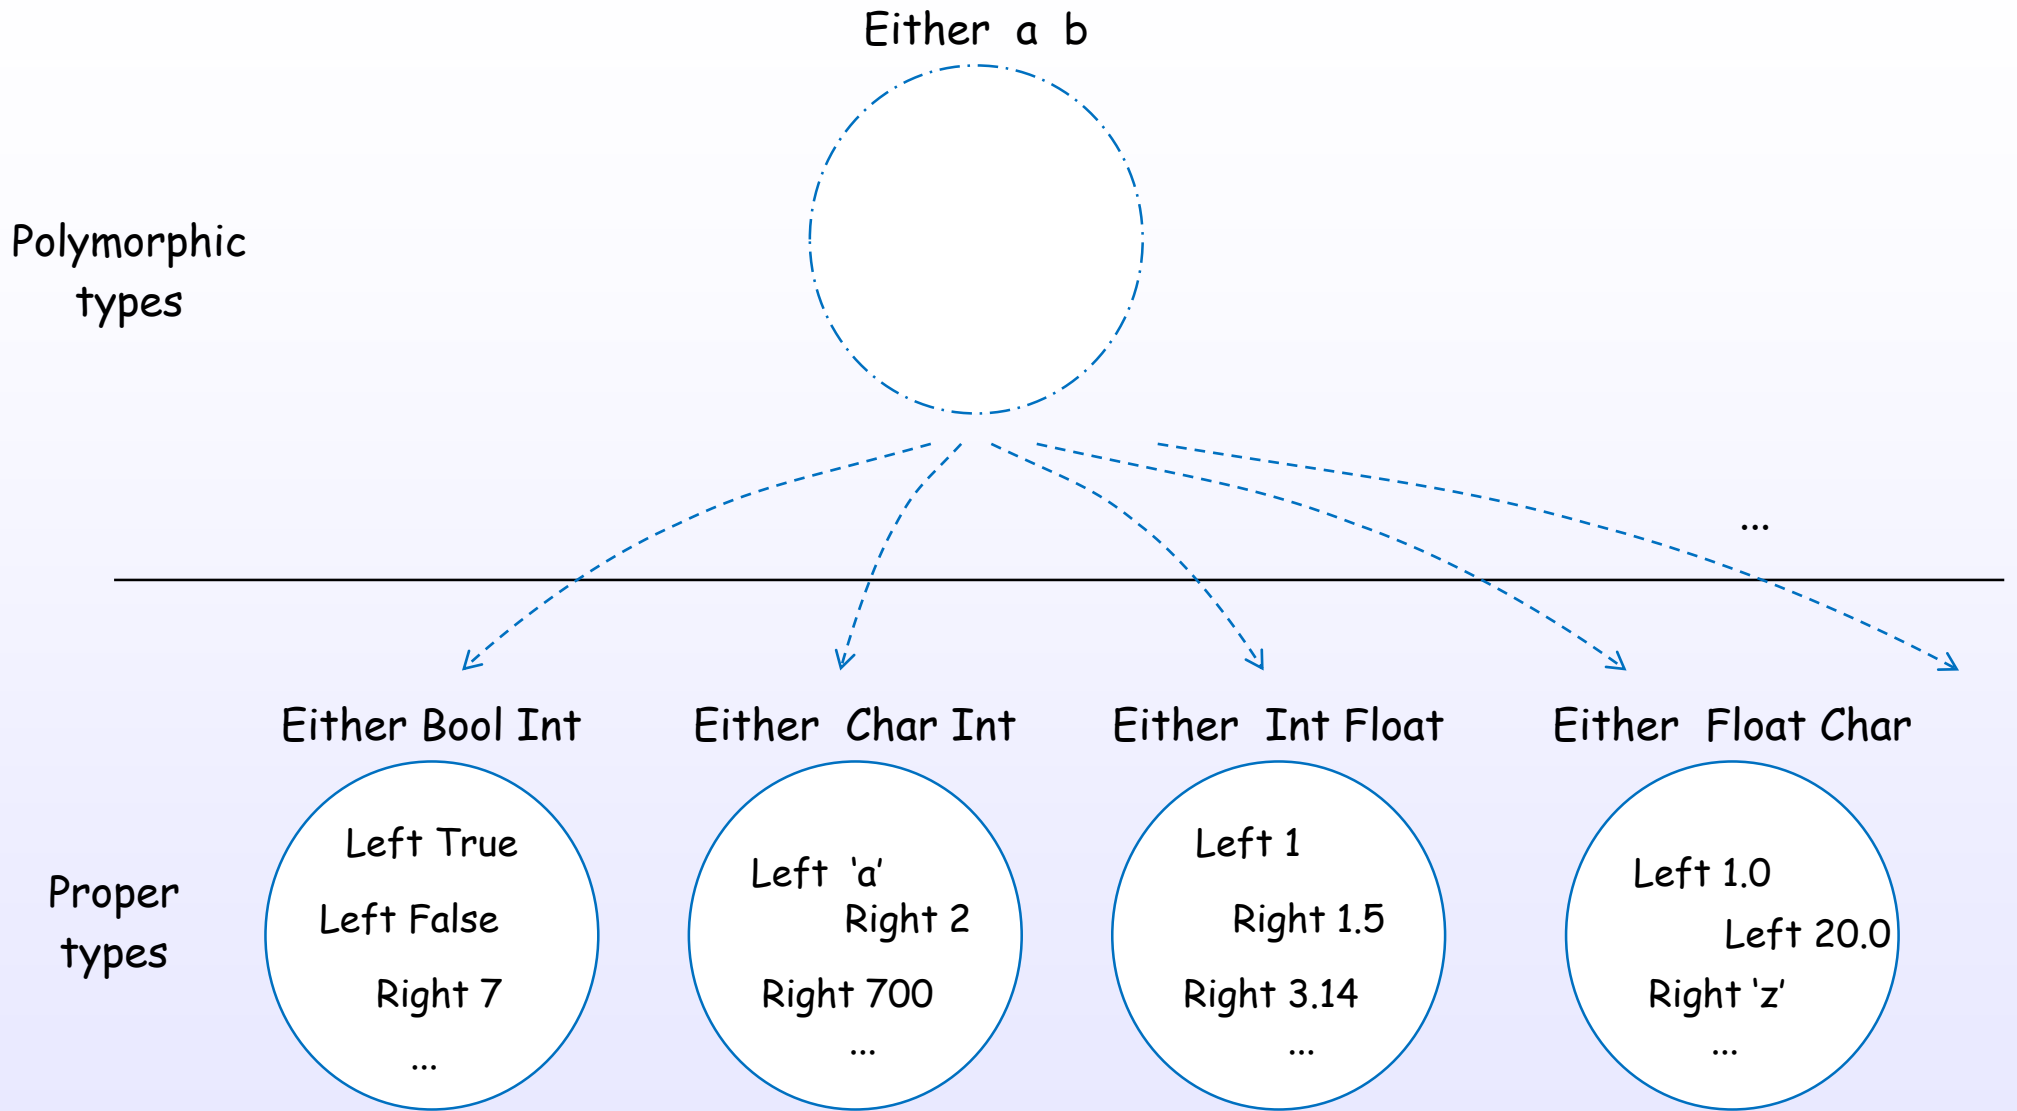 Either a b
Polymorphic
types
...
Either Bool Int
Either Char Int
Either Int Float
Either Float Char
Proper
types
Left True
Left False
Right 7
...
Left ‘a’
Right 2
Right 700
...
Left 1
Right 1.5
Right 3.14
...
Left 1.0
Left 20.0
Right ‘z’
...